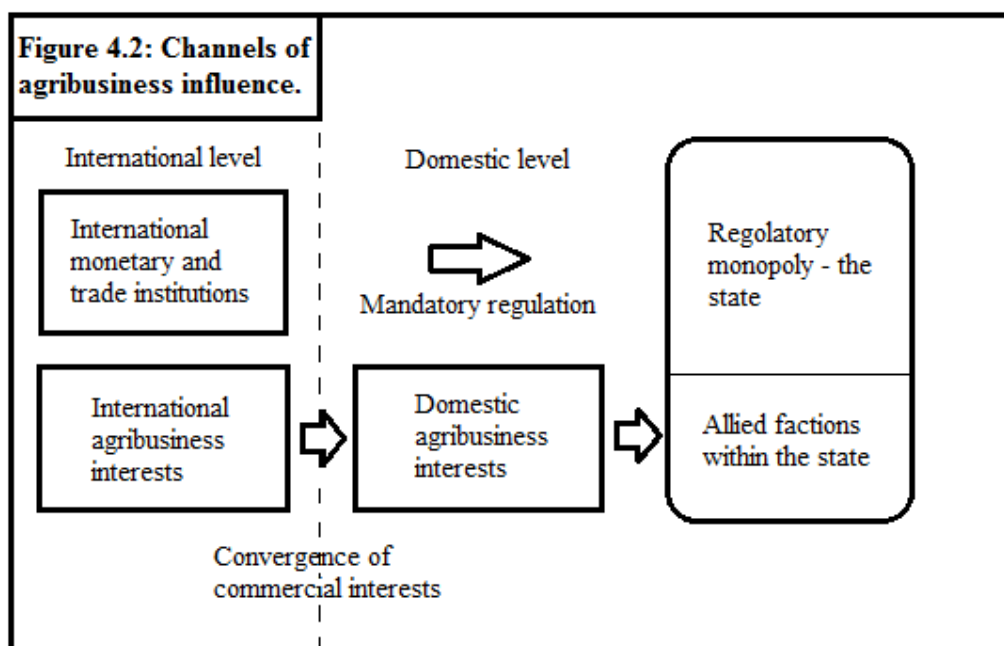 Figure 4.2: Channels of
agribusiness influence.
International level
Domestic level
International
monetary and
trade institutions
Mandatory regulation
Regolatory
monopoly - the
state
International
agribusiness
interests
Domestic
agribusiness
interests
Allied factions
within the state
Convergence of
commercial interests